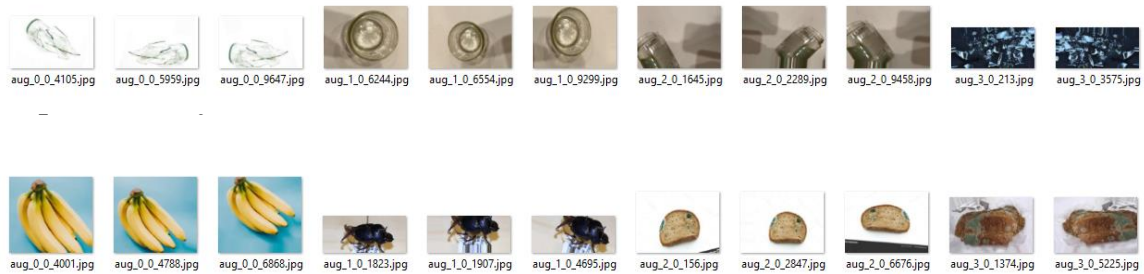 aug_0_0_4105.jpg aug_0_0_5959.jpg aug_0_0_9647.jpg aug_1_0_6244.jpg aug_1_0_6554.jpg aug_1_0_9299.jpg aug_2_0_1645.jpg aug_2_0_2289.jpg aug_2_0_9458.jpg aug_3_0_213.jpg aug_3_0_3575.jpg
aug_0_0_4001.jpg aug_0_0_4788.jpg aug_0_0_6868.jpg aug_1_0_1823.jpg aug_1_0_1907.jpg aug_1_0_4695.jpg aug_2_0_156.jpg aug_2_0_2847.jpg aug_2_0_6676.jpg aug_3_0_1374.jpg aug_3_0_5225.jpg